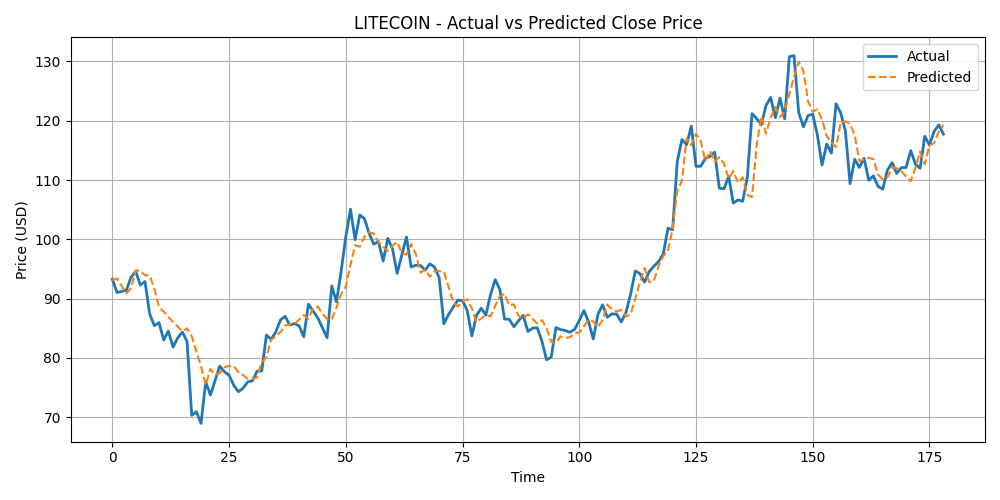 LITECOIN - Actual vs Predicted Close Price
Actual
Predicted
Price (USD)
130
120
110
100
90
80
70
0 25 50 75 100 125 150 175
Time